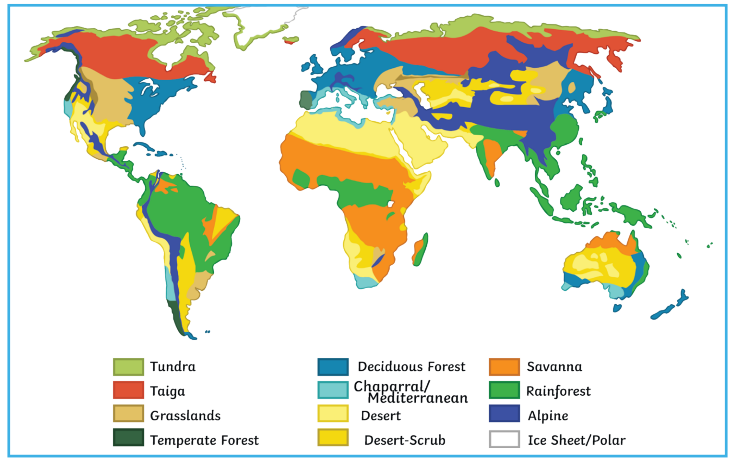 Tundra
Taiga
Grasslands
Temperate Forest
Deciduous Forest
Chaparral/
Mediterranean
Desert
Desert-Scrub
Savanna
Rainforest
Alpine
Ice Sheet/Polar